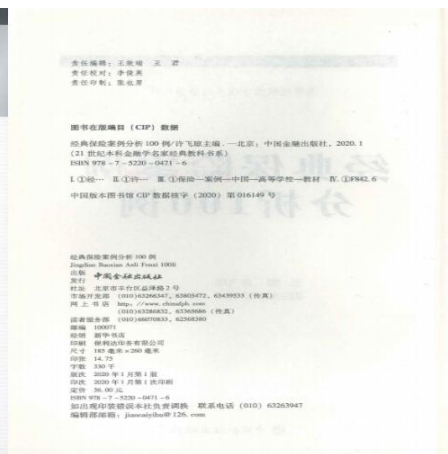 责任编辑：王效端 王 君
责任校对：李俊英
责任印制：张也男
图书在版编目（CIP）数据
经典保险案例分析100例/许飞琼主编.—北京：中国金融出版社，2020.1
（21世纪本科金融学名家经典教科书系）
ISBN 978-7-5220-0471-6
Ⅰ.①经… Ⅱ.①许… Ⅲ.①保险—案例—中国—高等学校—教材 Ⅳ.①F842.6
中国版本图书馆CIP数据核字（2020）第016149号
经典保险案例分析100例
Jingdian Baoxian Anli Fenxi 100li
出版
发行 中国金融出版社
社址 北京市丰台区益泽路2号
市场开发部 (010)63266347，63805472，63439533（传真）
网上书店 http://www.chinafph.com
(010)63286832，63365686（传真）
读者服务部 (010)66070833，62568380
邮编 100071
经销 新华书店
印刷 保利达印务有限公司
尺寸 185毫米×260毫米
印张 14.75
字数 330千
版次 2020年1月第1版
印次 2020年1月第1次印刷
定价 36.00元
ISBN 978-7-5220-0471-6
如出现印装错误本社负责调换 联系电话（010）63263947
编辑部邮箱：jiaocaiyibu@126.com